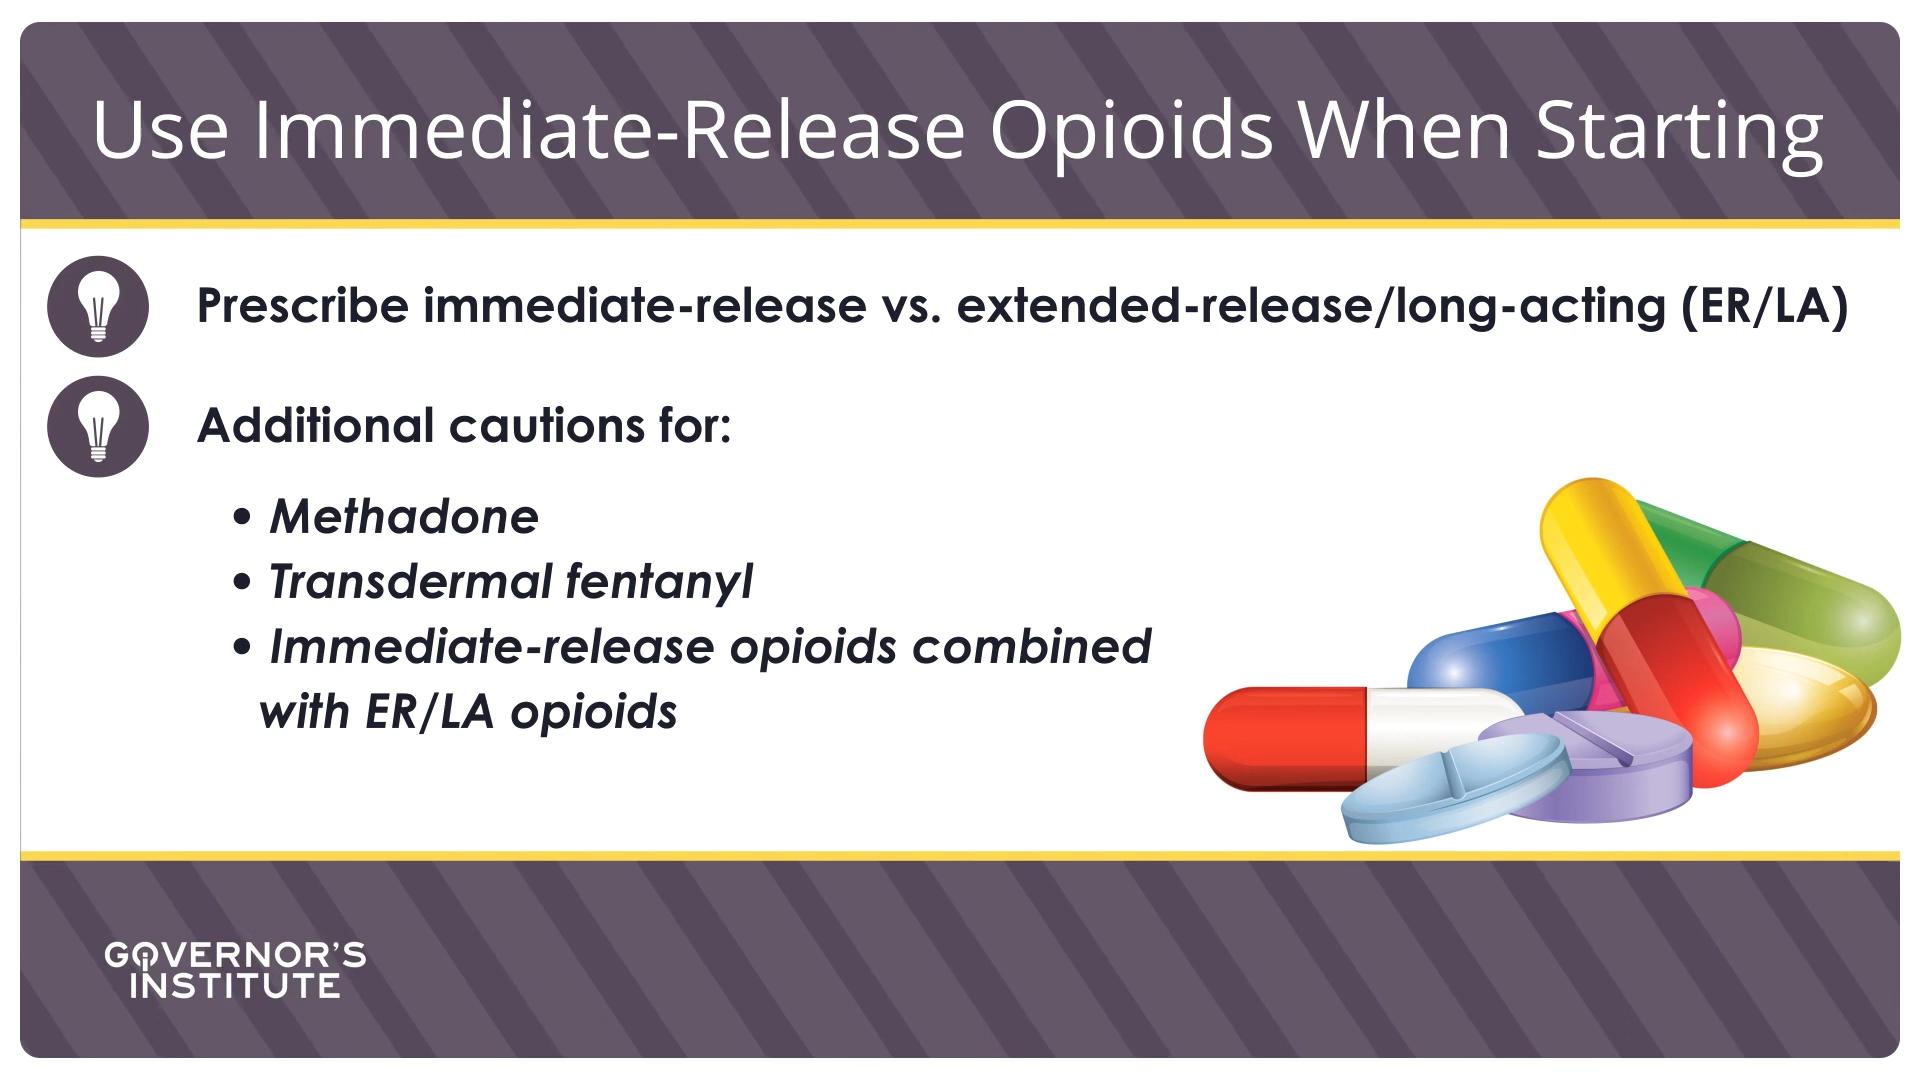 Use Immediate-Release Opioids When Starting
Prescribe immediate-release vs. extended-release/long-acting (ER/LA)
Additional cautions for:
• Methadone
• Transdermal fentanyl
• Immediate-release opioids combined
with ER/LA opioids
GOVERNOR'S
INSTITUTE